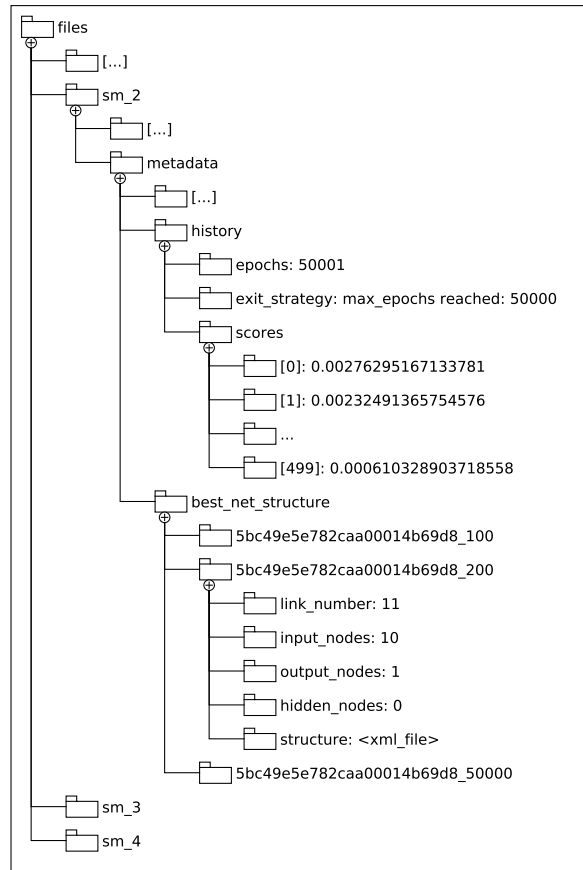 files
[...]
sm_2
[...]
metadata
[...]
history
epochs: 50001
exit_strategy: max_epochs reached: 50000
scores
[0]: 0.00276295167133781
[1]: 0.00232491365754576
...
[499]: 0.000610328903718558
best_net_structure
5bc49e5e782caa00014b69d8_100
5bc49e5e782caa00014b69d8_200
link_number: 11
input_nodes: 10
output_nodes: 1
hidden_nodes: 0
structure: <xml_file>
5bc49e5e782caa00014b69d8_50000
sm_3
sm_4